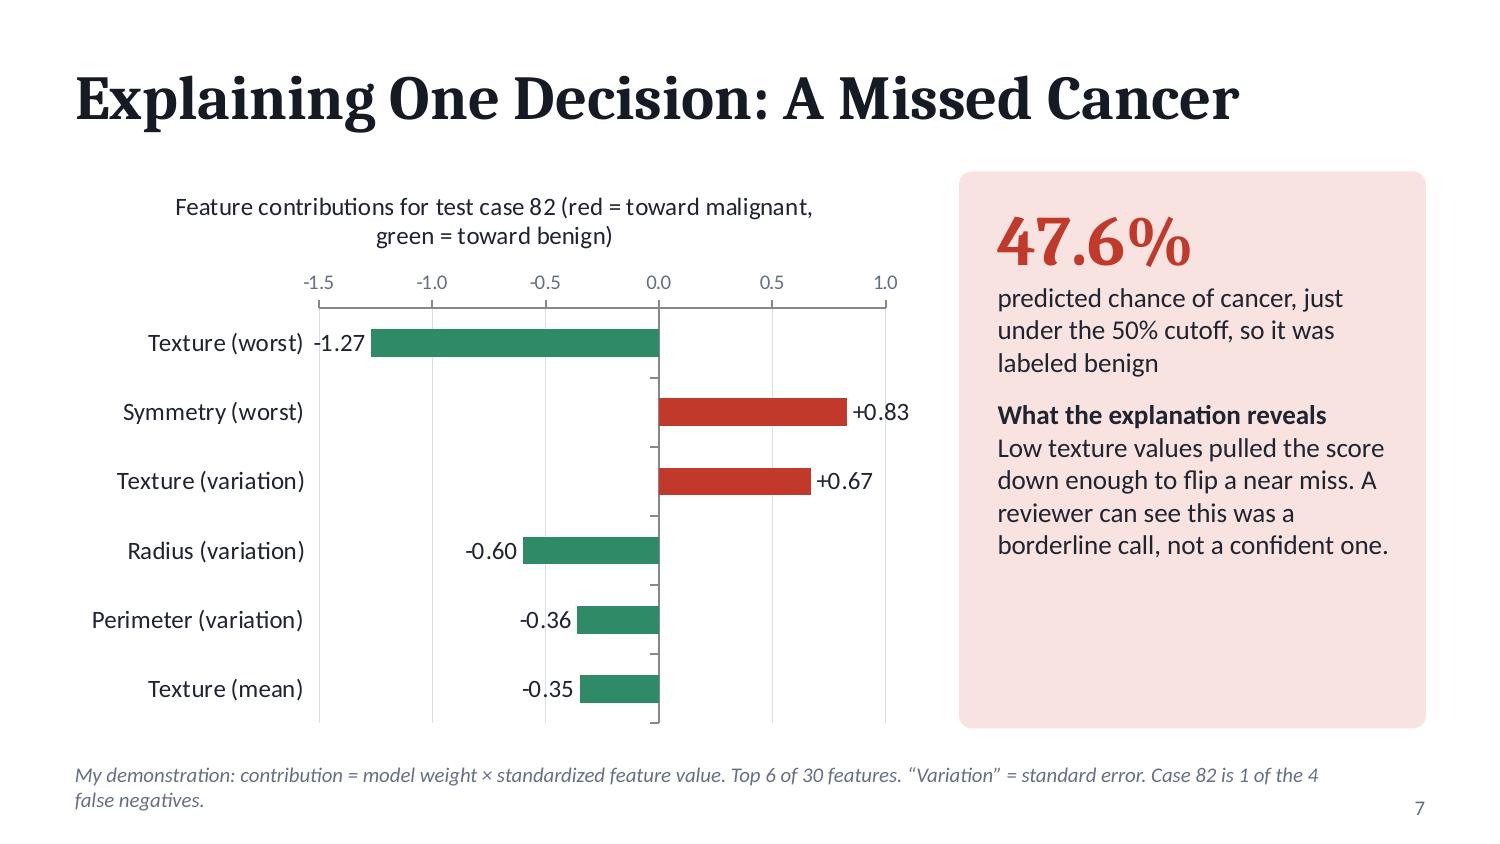 Explaining One Decision: A Missed Cancer
Feature contributions for test case 82 (red = toward malignant,
green = toward benign)
-1.5 -1.0 -0.5 0.0 0.5 1.0
Texture (worst) -1.27
Symmetry (worst) +0.83
Texture (variation) +0.67
Radius (variation) -0.60
Perimeter (variation) -0.36
Texture (mean) -0.35
47.6%
predicted chance of cancer, just
under the 50% cutoff, so it was
labeled benign
What the explanation reveals
Low texture values pulled the score
down enough to flip a near miss. A
reviewer can see this was a
borderline call, not a confident one.
My demonstration: contribution = model weight × standardized feature value. Top 6 of 30 features. “Variation” = standard error. Case 82 is 1 of the 4
false negatives.
7